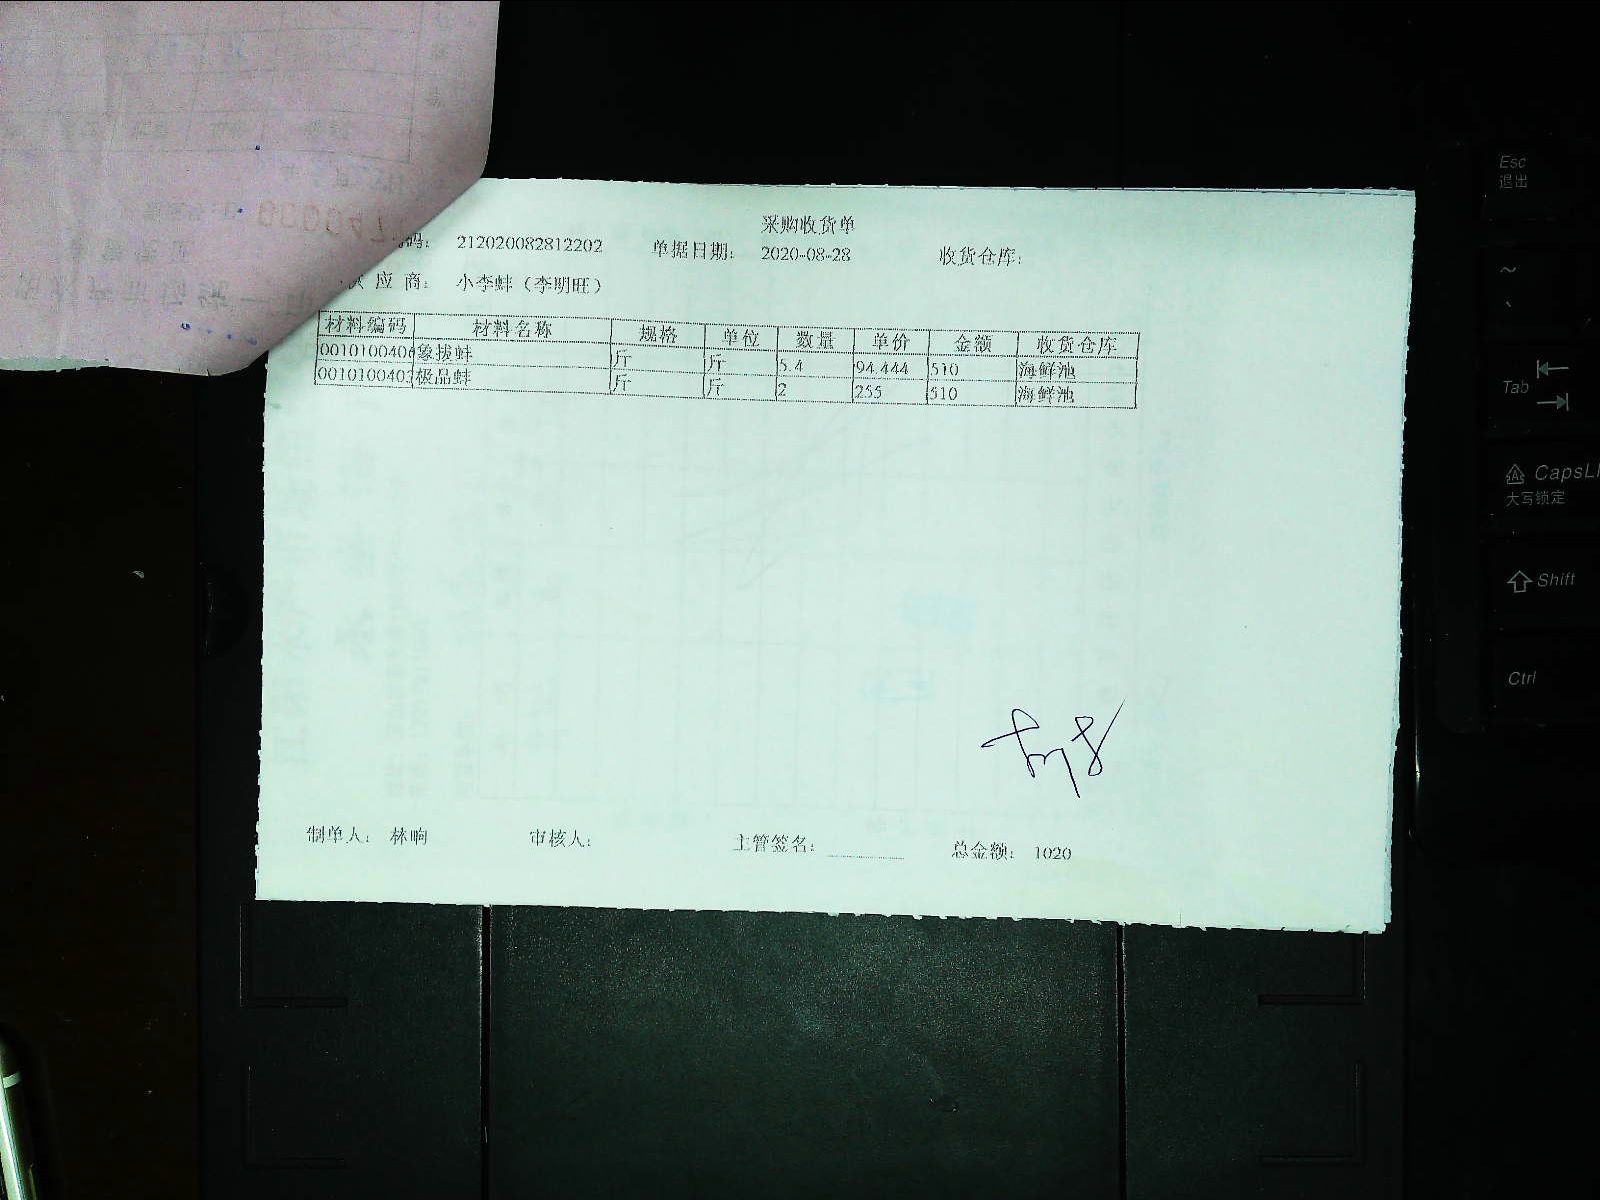 采购收货单
码: 212020082812202 单据日期: 2020-08-28 收货仓库:
应 商: 小李蚌（李明旺）
材料编码 材料名称 规格 单位 数量 单价 金额 收货仓库
0010100406 象拔蚌 斤 斤 5.4 94.444 510 海鲜池
0010100403 极品蚌 斤 斤 2 255 510 海鲜池
制单人: 林响 审核人: 主管签名: 总金额: 1020
Esc
退出
~
Tab
CapsL
大写锁定
Shift
Ctrl